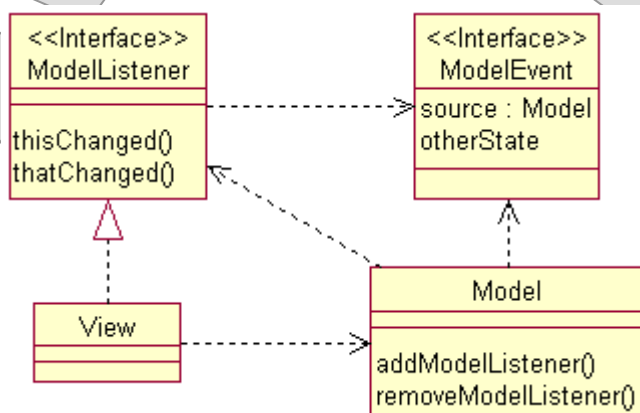 <<Interface>>
ModelListener
thisChanged()
thatChanged()
<<Interface>>
ModelEvent
source : Model
otherState
View
Model
addModelListener()
removeModelListener()